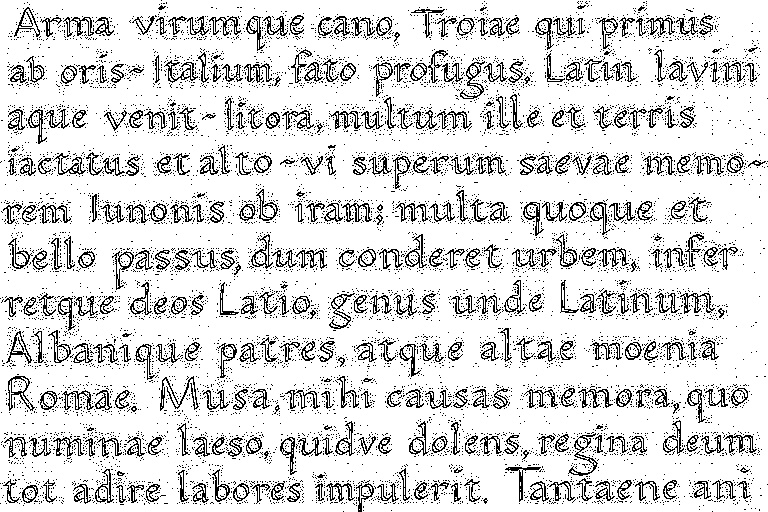 Arma virumque cano, Troiae qui primus
ab oris~ Italium, fato profugus, Latin lavini
aque venit~ litora, multum ille et terris
iactatus et alto ~ vi superum saevae memo~
rem Iunonis ob iram; multa quoque et
bello passus, dum conderet urbem, infer
retque deos Latio, genus unde Latinum,
Albanique patres, atque altae moenia
Romae. Musa, mihi causas memora, quo
numinae laeso, quidve dolens, regina deum
tot adire labores impulerit. Tantaene ani